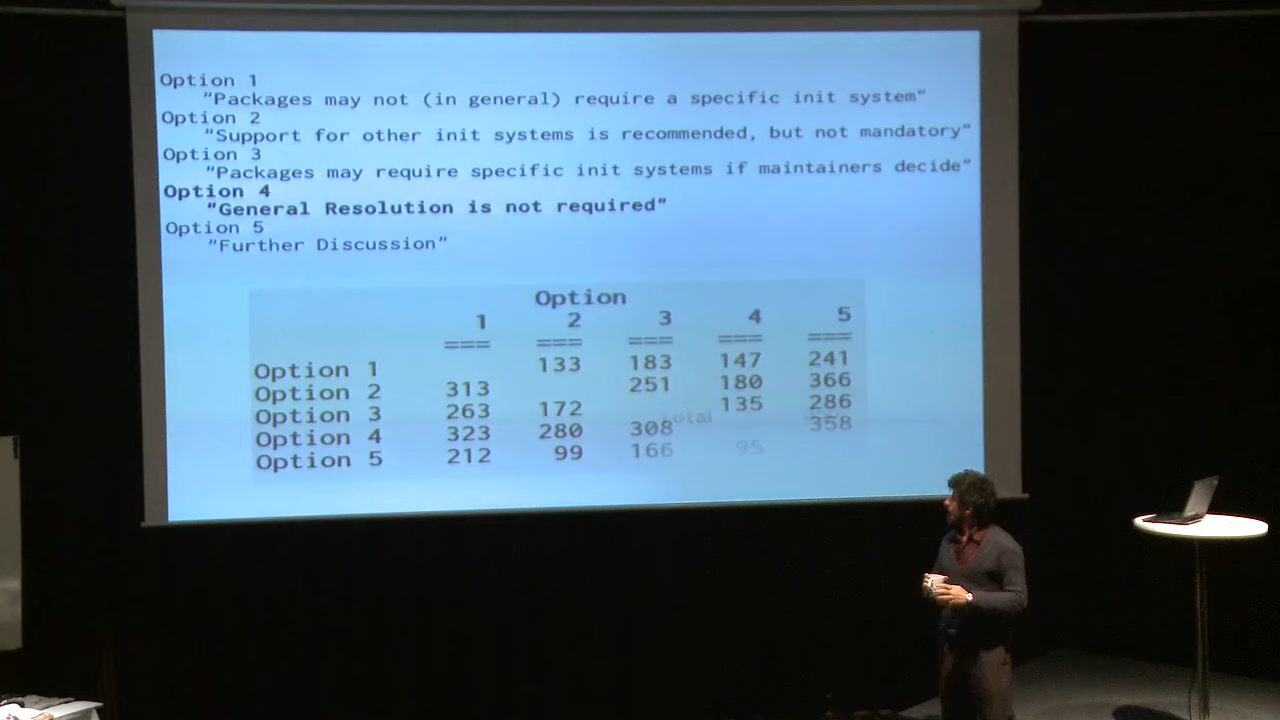 Option 1
"Packages may not (in general) require a specific init system"
Option 2
"Support for other init systems is recommended, but not mandatory"
Option 3
"Packages may require specific init systems if maintainers decide"
Option 4
"General Resolution is not required"
Option 5
"Further Discussion"
Option
1 2 3 4 5
=== === === === ===
Option 1 133 183 147 241
Option 2 313 251 180 366
Option 3 263 172 135 286
Option 4 323 280 308 358
Option 5 212 99 166 95
Total